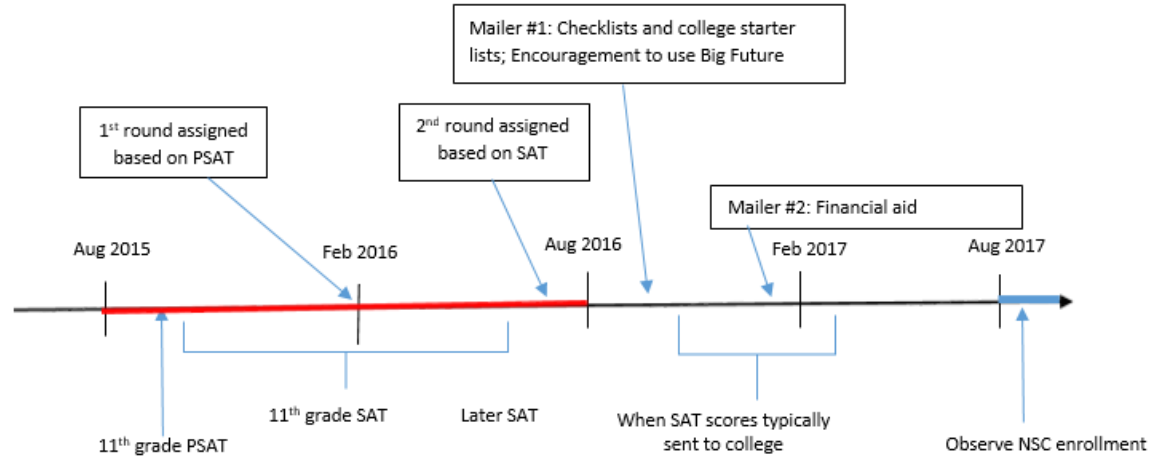 Mailer #1: Checklists and college starter
lists; Encouragement to use Big Future
1st round assigned
based on PSAT
2nd round assigned
based on SAT
Mailer #2: Financial aid
Aug 2015
Feb 2016
Aug 2016
Feb 2017
Aug 2017
11th grade SAT
Later SAT
When SAT scores typically
sent to college
11th grade PSAT
Observe NSC enrollment